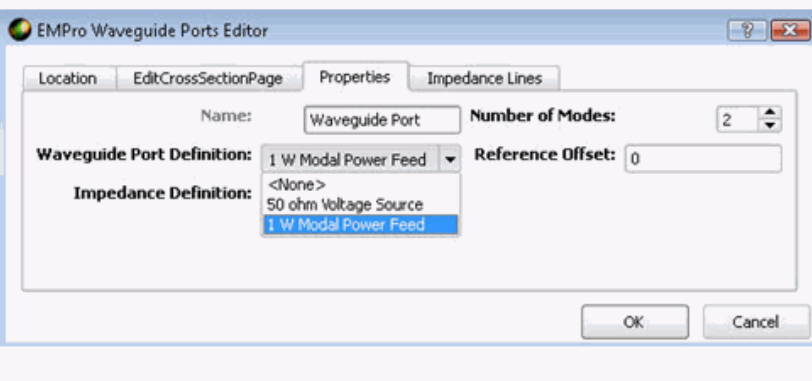 EMPro Waveguide Ports Editor
Location EditCrossSectionPage Properties Impedance Lines
Name: Waveguide Port Number of Modes: 2
Waveguide Port Definition: 1 W Modal Power Feed Reference Offset: 0
Impedance Definition: <None>
50 ohm Voltage Source
1 W Modal Power Feed
OK Cancel